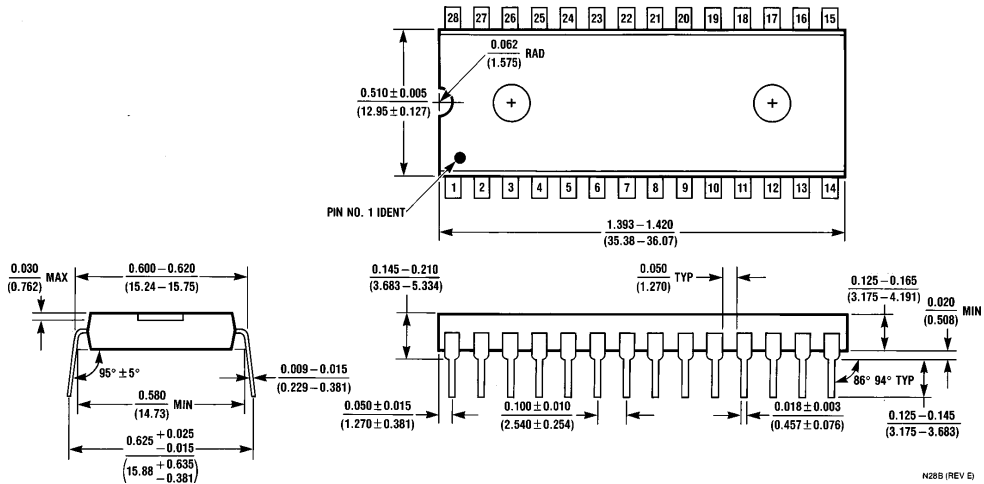 28 27 26 25 24 23 22 21 20 19 18 17 16 15
0.062
(1.575)
RAD
0.510 ± 0.005
(12.95 ± 0.127)
1 2 3 4 5 6 7 8 9 10 11 12 13 14
PIN NO. 1 IDENT
1.393 – 1.420
(35.38 – 36.07)
0.030
(0.762)
MAX
0.600 – 0.620
(15.24 – 15.75)
95° ± 5°
0.009 – 0.015
(0.229 – 0.381)
0.580
(14.73)
MIN
0.625 + 0.025
– 0.015
(15.88 + 0.635
– 0.381)
0.145 – 0.210
(3.683 – 5.334)
0.050
(1.270)
TYP
0.125 – 0.165
(3.175 – 4.191)
0.020
(0.508)
MIN
86° 94° TYP
0.050 ± 0.015
(1.270 ± 0.381)
0.100 ± 0.010
(2.540 ± 0.254)
0.018 ± 0.003
(0.457 ± 0.076)
0.125 – 0.145
(3.175 – 3.683)
N28B (REV E)